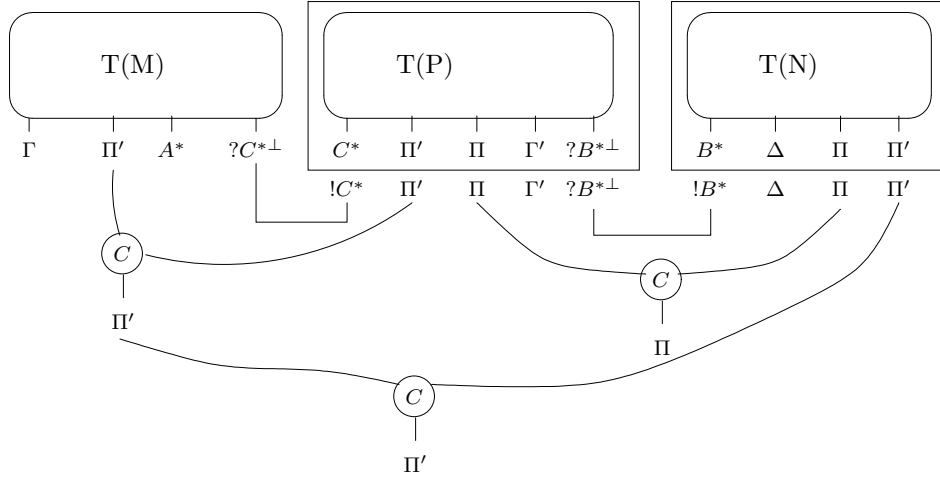 T(M) T(P) T(N)
Γ Π′ A* ?C*⊥ C* Π′ Π Γ′ ?B*⊥ B* Δ Π Π′
!C* Π′ Π Γ′ ?B*⊥ !B* Δ Π Π′
C
C
Π′
Π
C
Π′